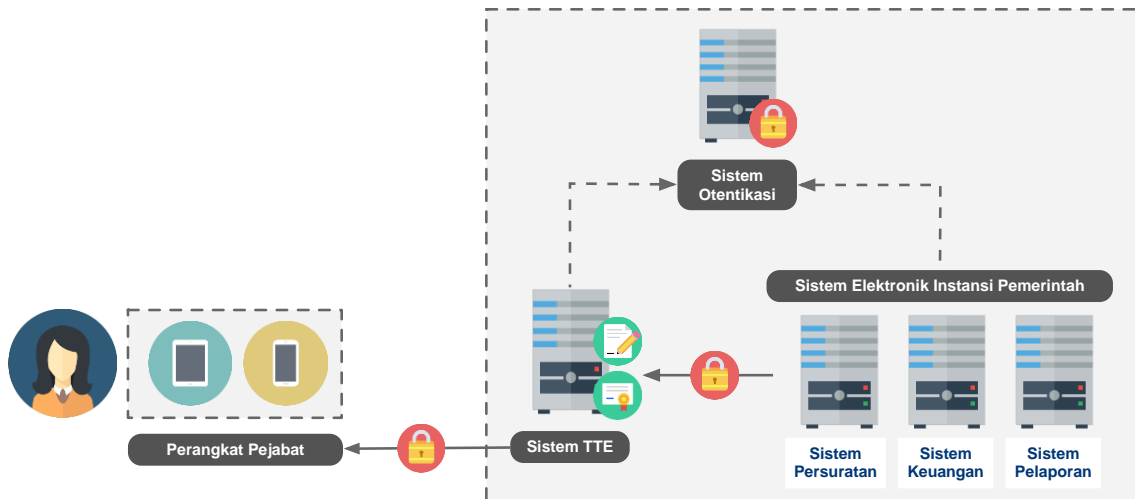 Sistem
Otentikasi
Sistem Elektronik Instansi Pemerintah
Perangkat Pejabat
Sistem TTE
Sistem
Persuratan
Sistem
Keuangan
Sistem
Pelaporan